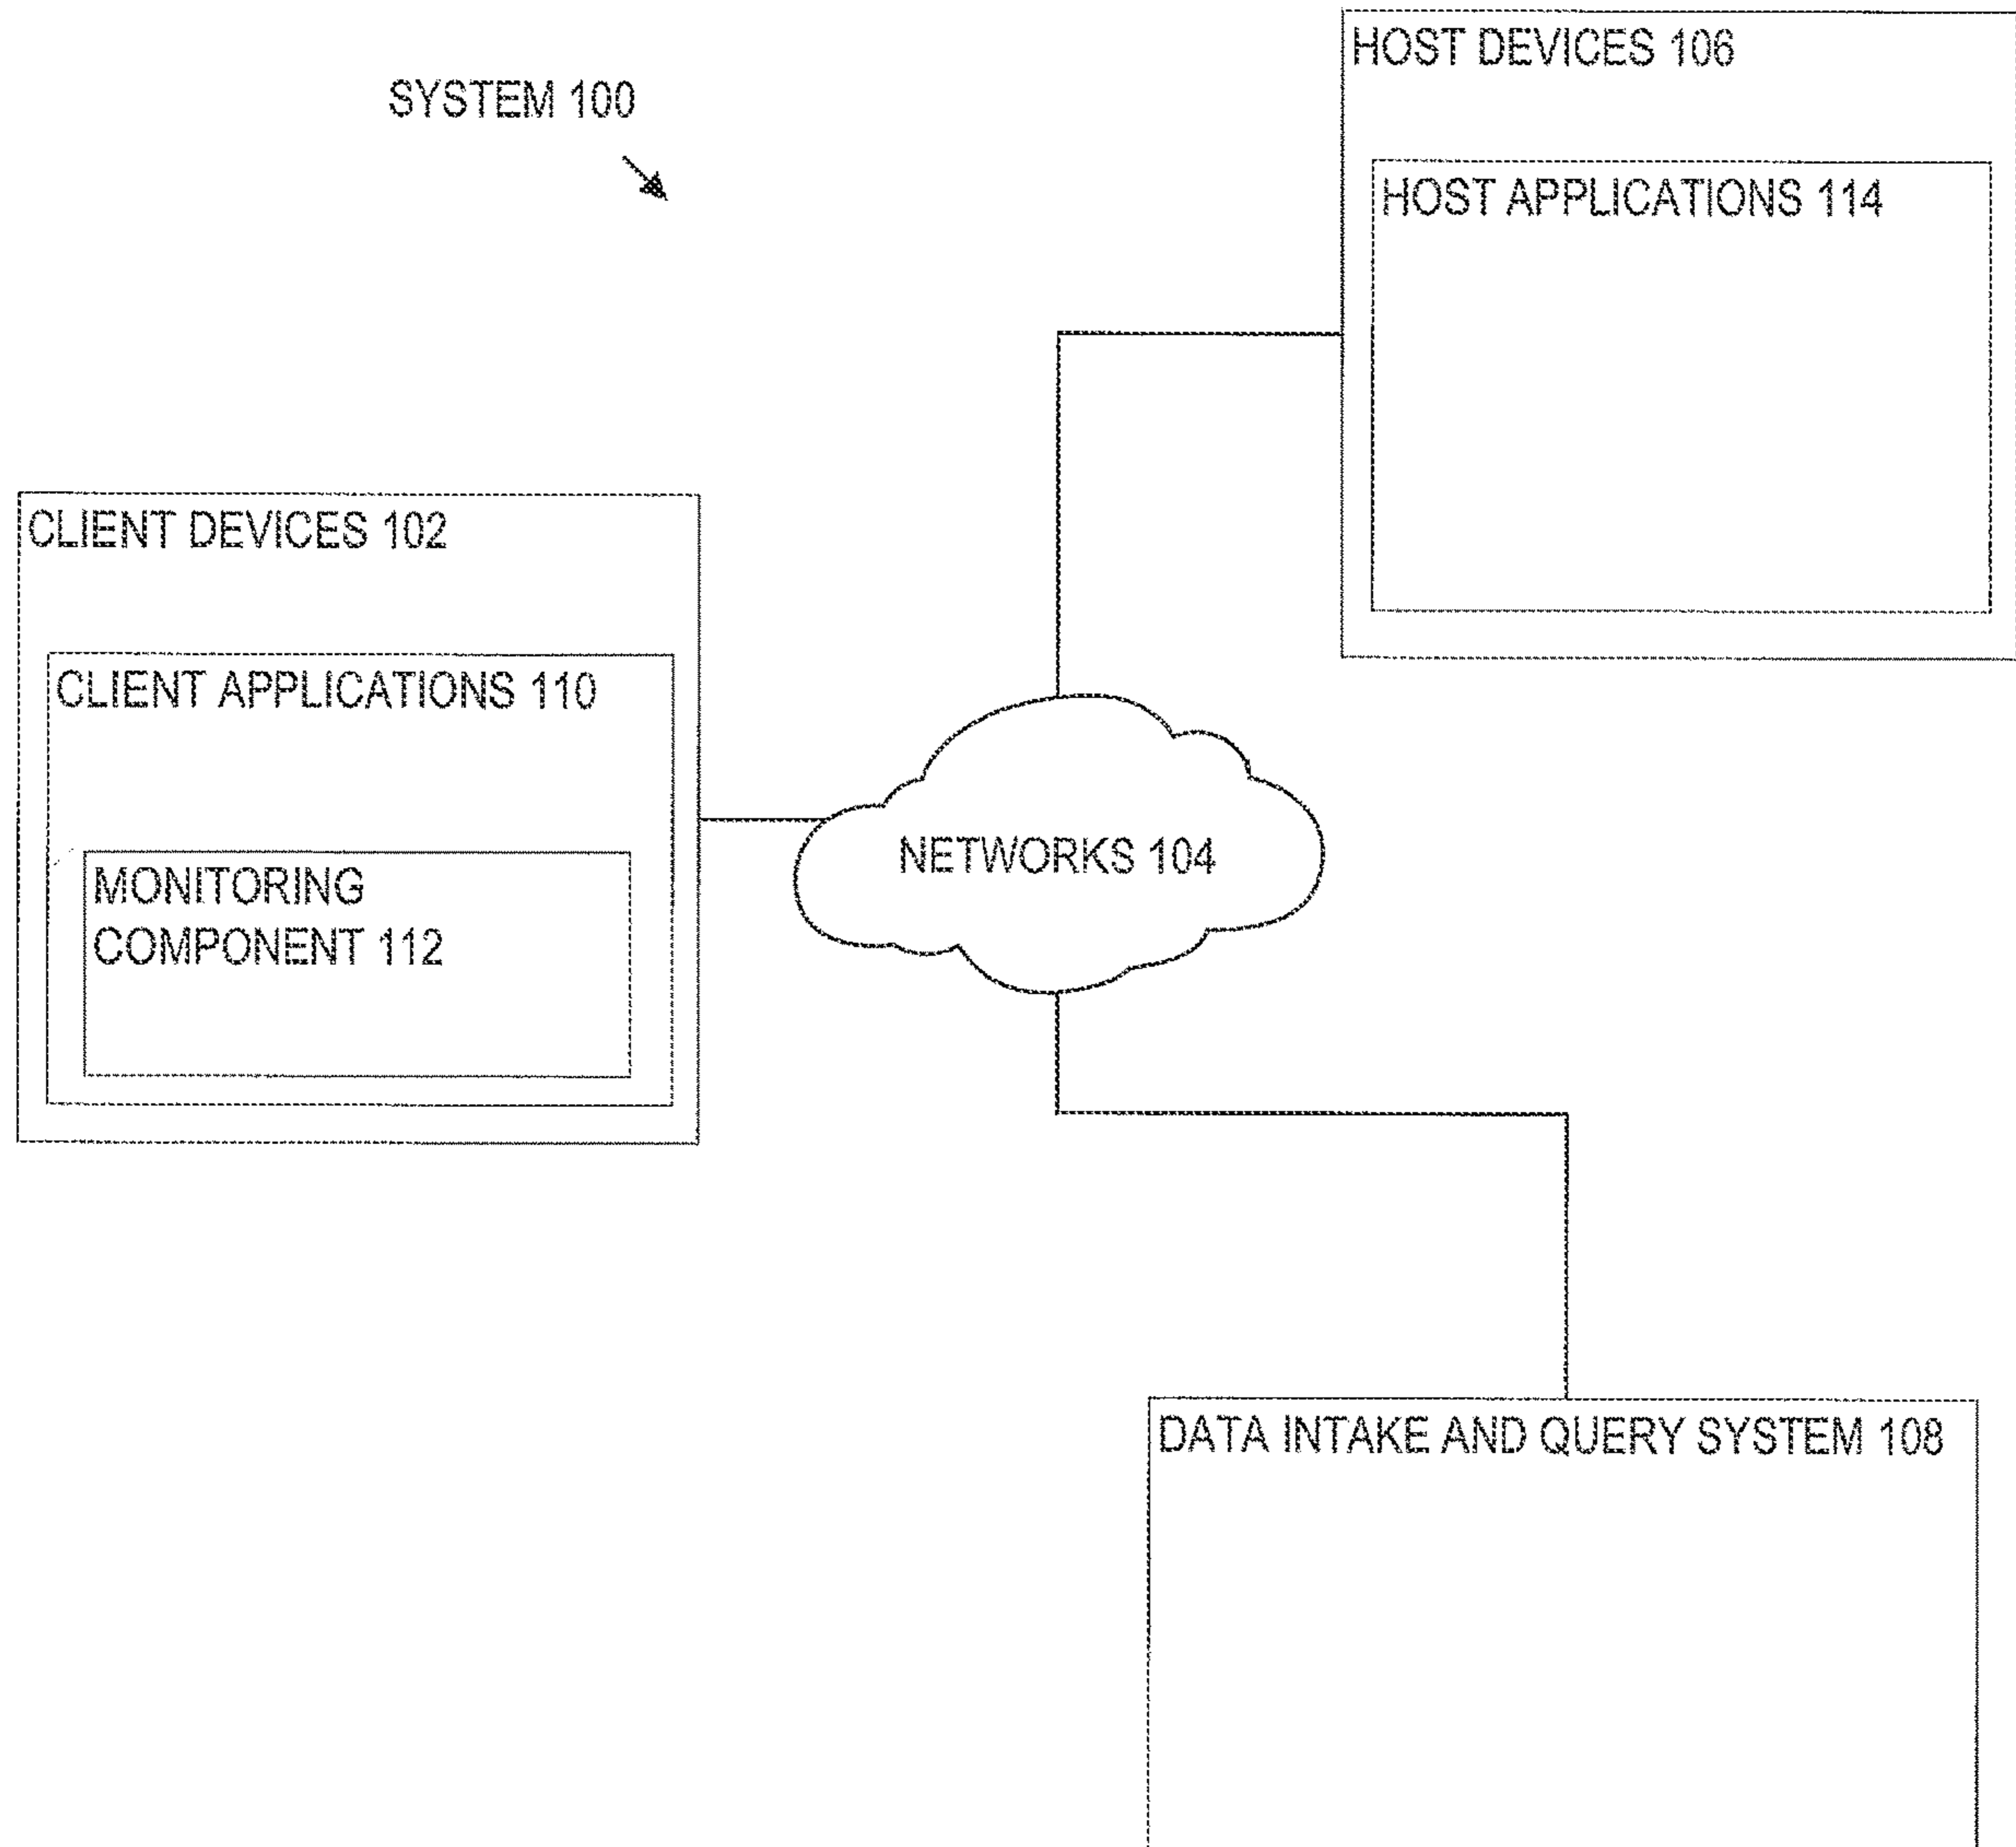 SYSTEM 100
HOST DEVICES 106
HOST APPLICATIONS 114
CLIENT DEVICES 102
CLIENT APPLICATIONS 110
MONITORING
COMPONENT 112
NETWORKS 104
DATA INTAKE AND QUERY SYSTEM 108